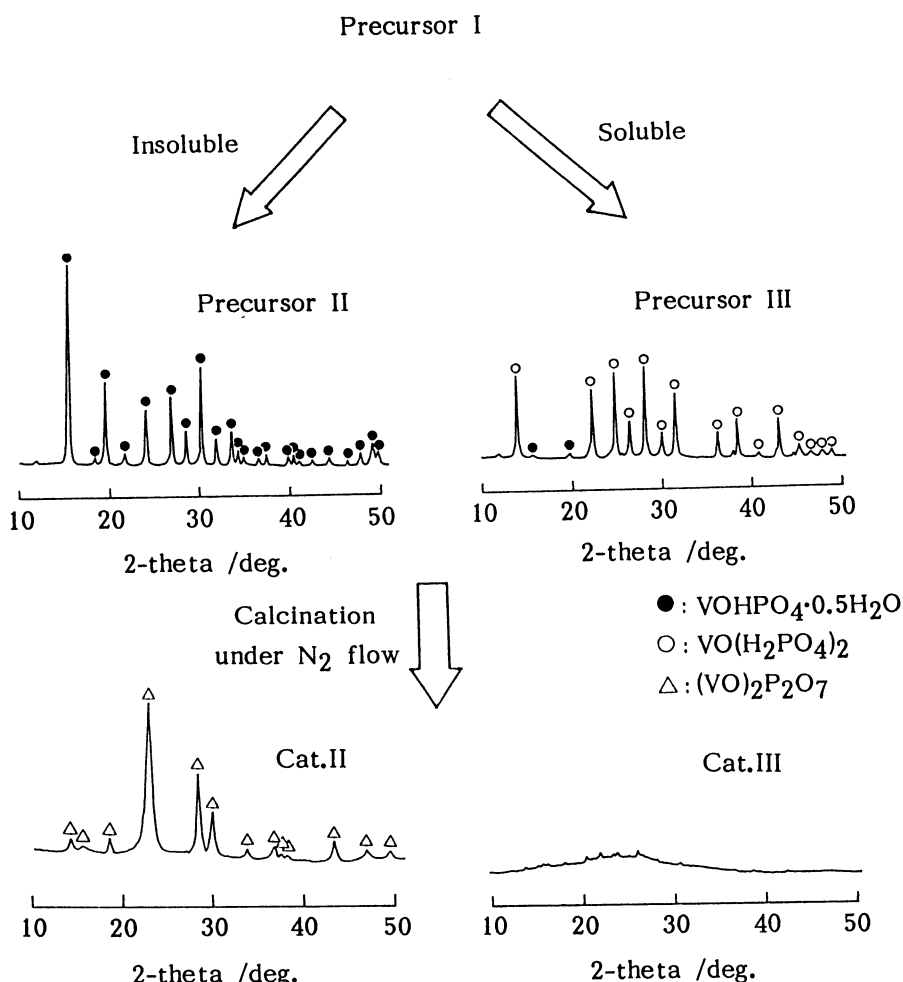 Precursor I
Insoluble
Soluble
Precursor II
Precursor III
10 20 30 40 50
2-theta /deg.
10 20 30 40 50
2-theta /deg.
Calcination
under N2 flow
●: VOHPO4·0.5H2O
○: VO(H2PO4)2
△: (VO)2P2O7
Cat.II
Cat.III
10 20 30 40 50
2-theta /deg.
10 20 30 40 50
2-theta /deg.